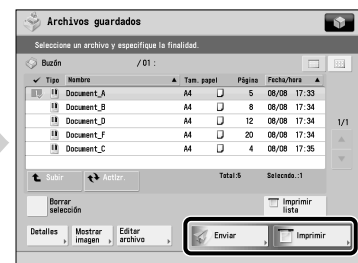 Archivos guardados
Seleccione un archivo y especifique la finalidad.
Buzón /01 :
Tipo Nombre Tam. papel Página Fecha/hora
Document_A A4 5 08/08 17:33
Document_B A4 8 08/08 17:34
Document_D A4 12 08/08 17:34
Document_F A4 20 08/08 17:34
Document_C A4 4 08/08 17:35
1/1
Subir Actlzr. Total:5 Selecndo.:1
Borrar selección
Imprimir lista
Detalles Mostrar imagen Editar archivo Enviar Imprimir